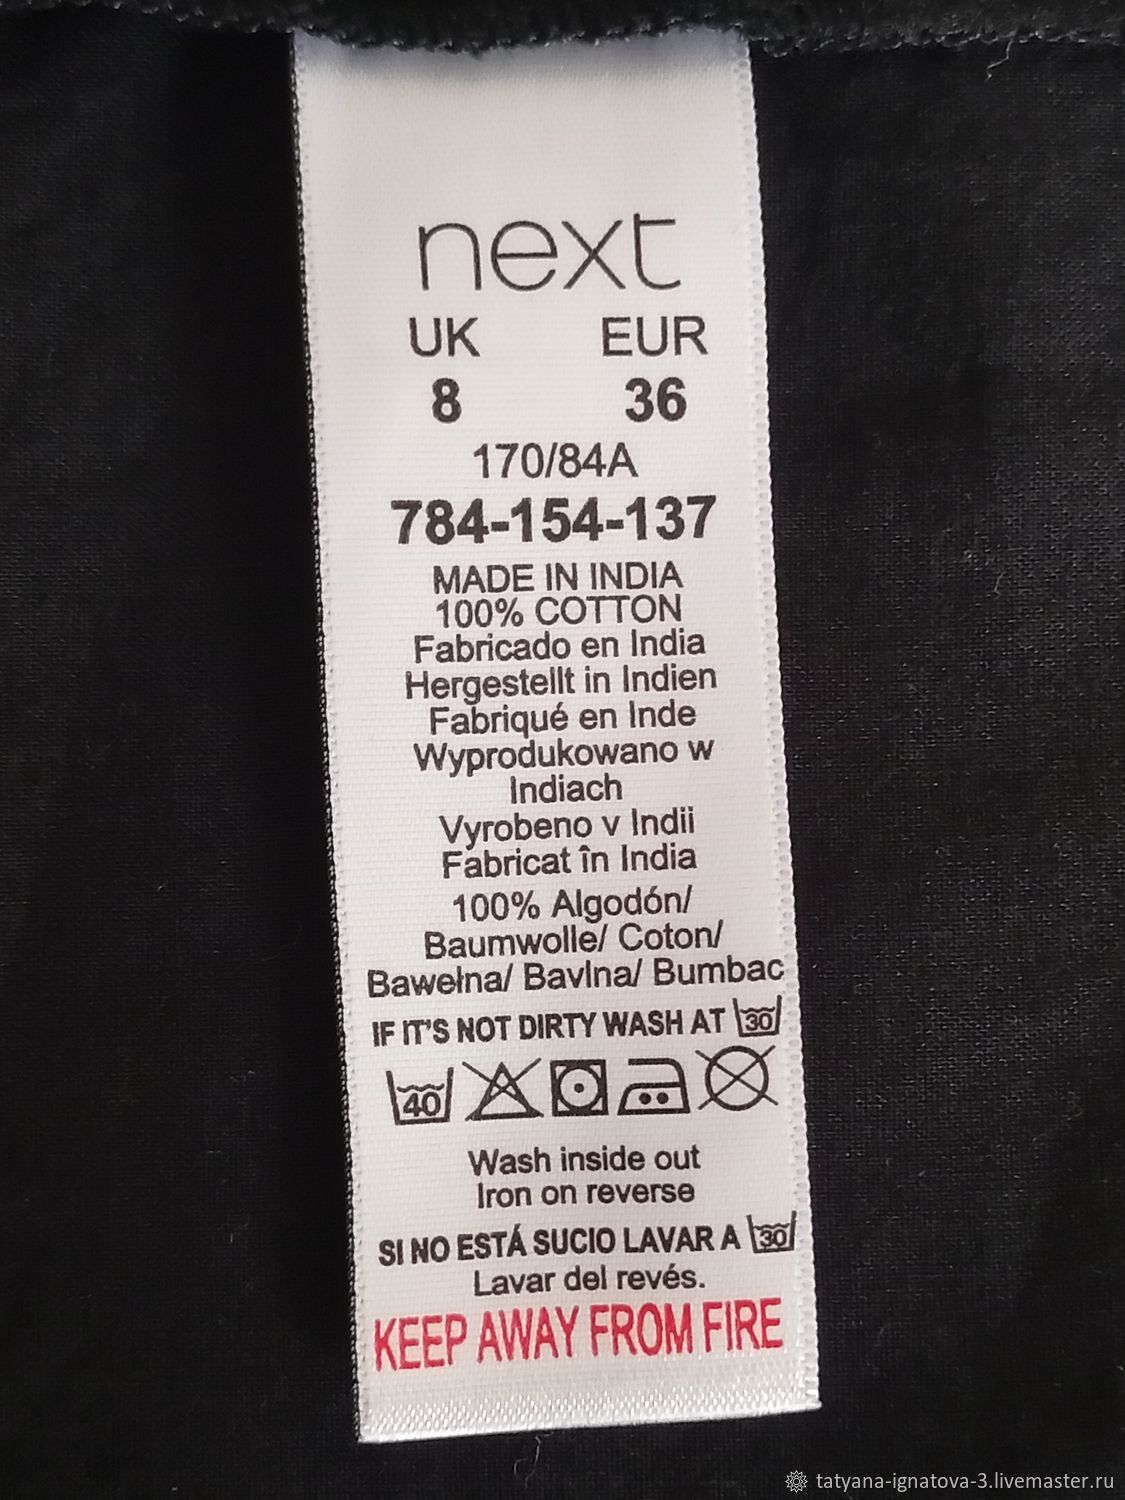 next
UK EUR
8 36
170/84A
784-154-137
MADE IN INDIA
100% COTTON
Fabricado en India
Hergestellt in Indien
Fabriqué en Inde
Wyprodukowano w
Indiach
Vyrobeno v Indii
Fabricat în India
100% Algodón/
Baumwolle/ Coton/
Bawełna/ Bavlna/ Bumbac
IF IT'S NOT DIRTY WASH AT 30
40
Wash inside out
Iron on reverse
SI NO ESTÁ SUCIO LAVAR A 30
Lavar del revés.
KEEP AWAY FROM FIRE
tatyana-ignatova-3.livemaster.ru